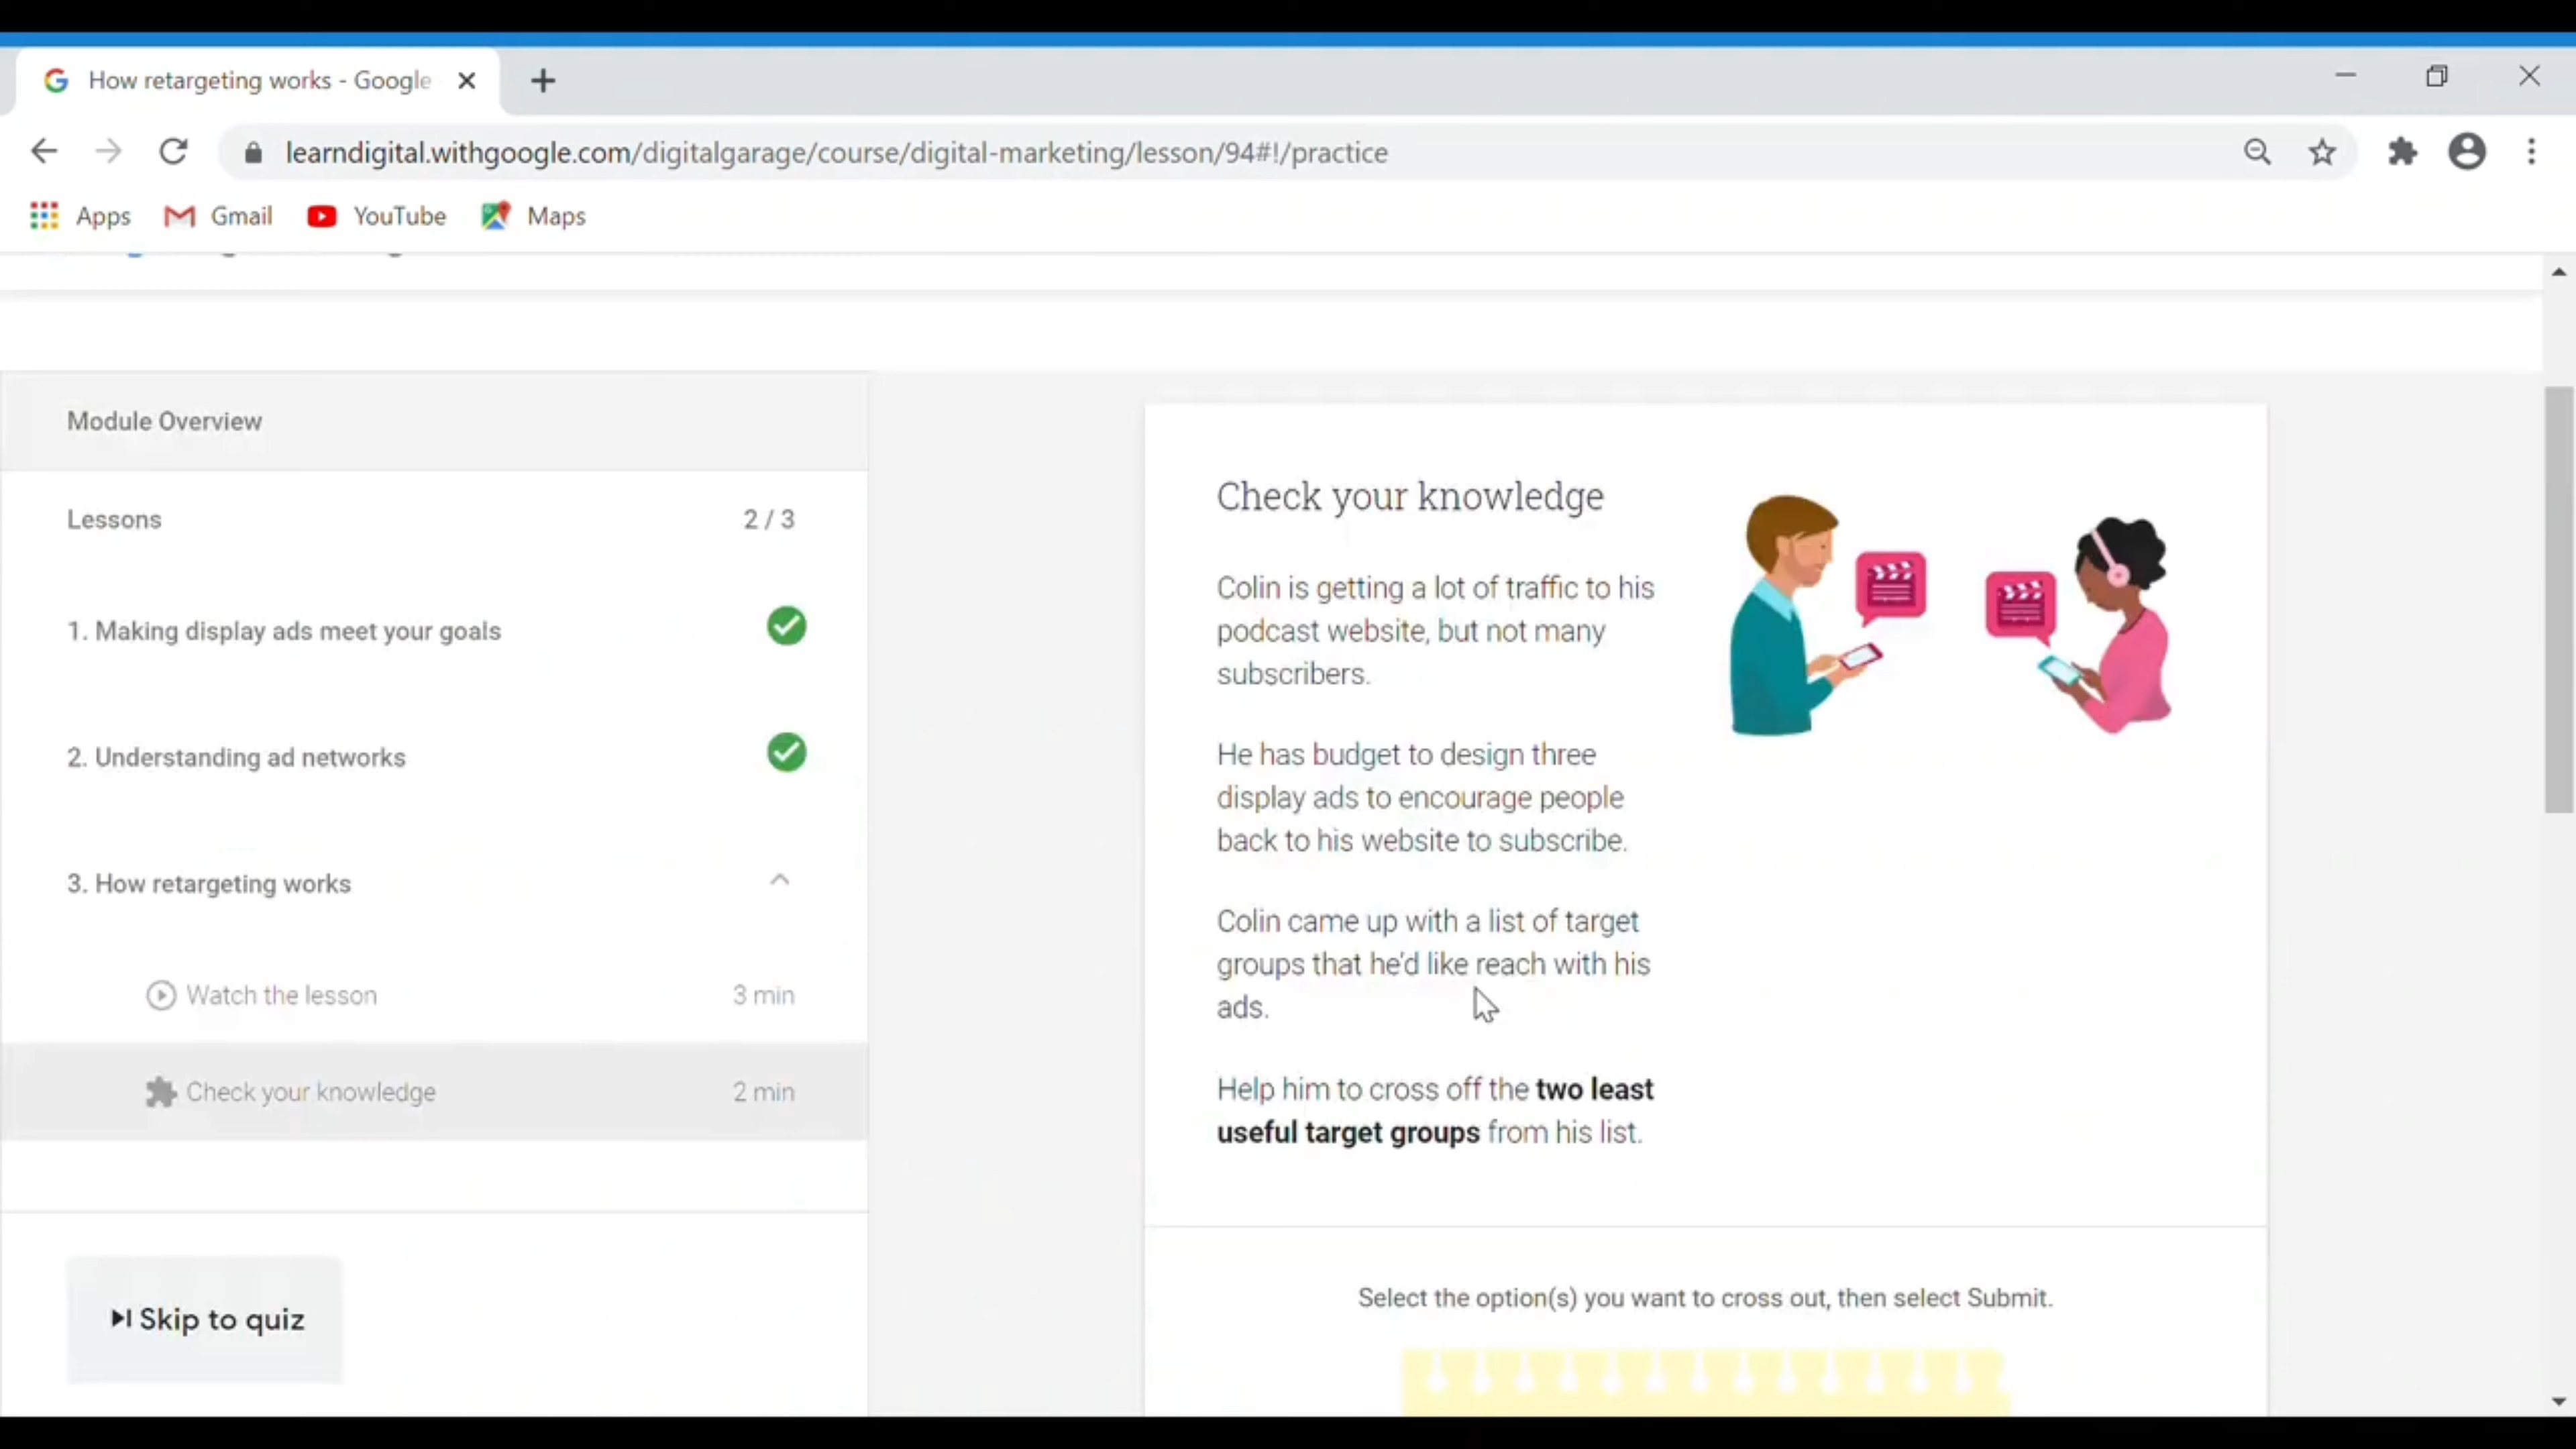 How retargeting works - Google
learndigital.withgoogle.com/digitalgarage/course/digital-marketing/lesson/94#!/practice
Apps Gmail YouTube Maps
Module Overview
Lessons 2 / 3
1. Making display ads meet your goals
2. Understanding ad networks
3. How retargeting works
Watch the lesson 3 min
Check your knowledge 2 min
Skip to quiz
Check your knowledge
Colin is getting a lot of traffic to his
podcast website, but not many
subscribers.
He has budget to design three
display ads to encourage people
back to his website to subscribe.
Colin came up with a list of target
groups that he'd like reach with his
ads.
Help him to cross off the two least
useful target groups from his list.
Select the option(s) you want to cross out, then select Submit.